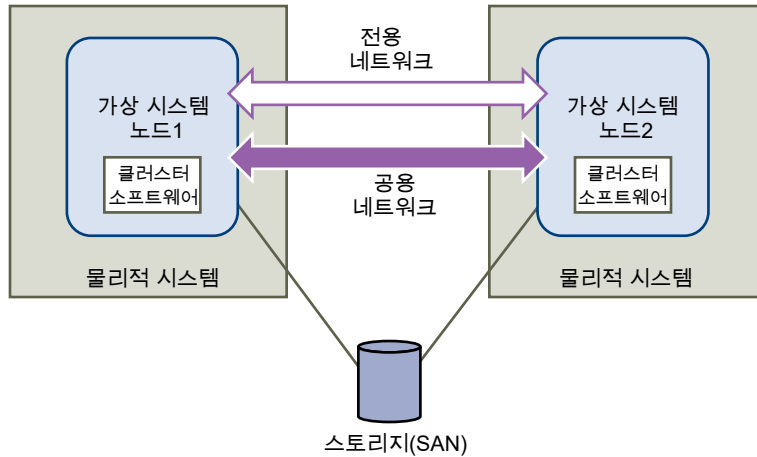 전용
네트워크
가상 시스템
노드1
가상 시스템
노드2
클러스터
소프트웨어
클러스터
소프트웨어
공용
네트워크
물리적 시스템
물리적 시스템
스토리지(SAN)